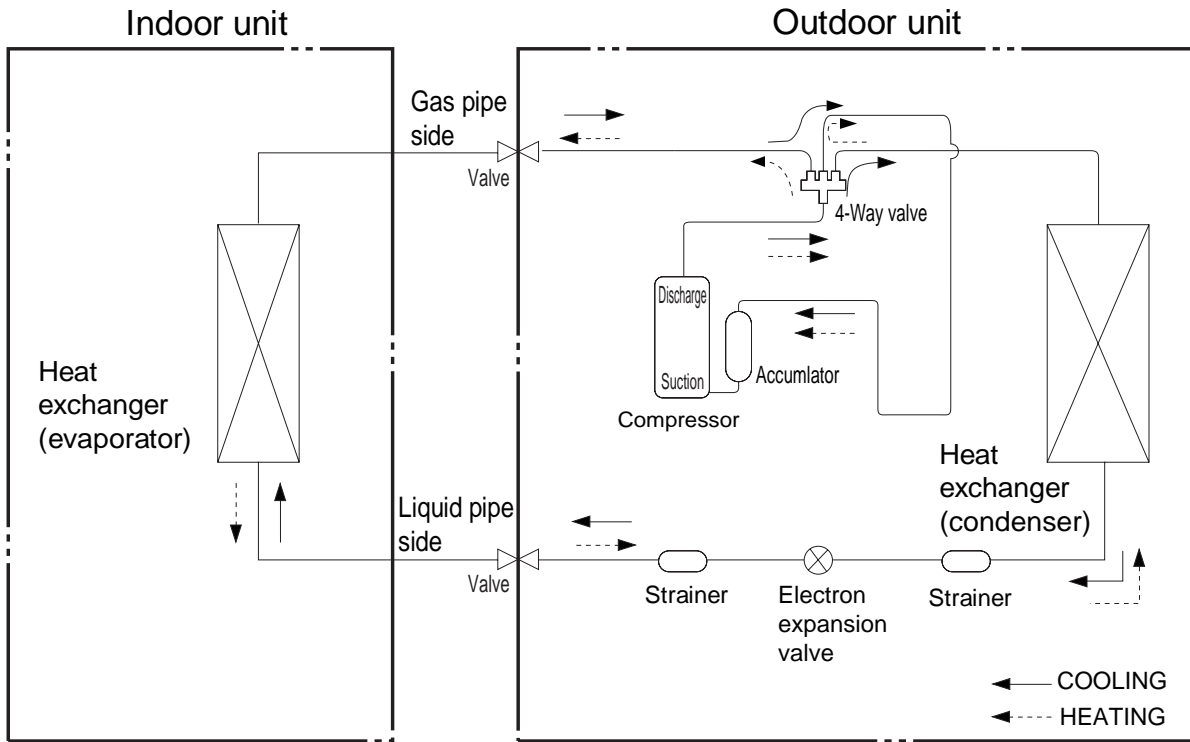 Indoor unit
Outdoor unit
Gas pipe
side
Valve
4-Way valve
Discharge
Suction
Accumlator
Compressor
Heat
exchanger
(evaporator)
Heat
exchanger
(condenser)
Liquid pipe
side
Valve
Strainer
Electron
expansion
valve
Strainer
COOLING
HEATING